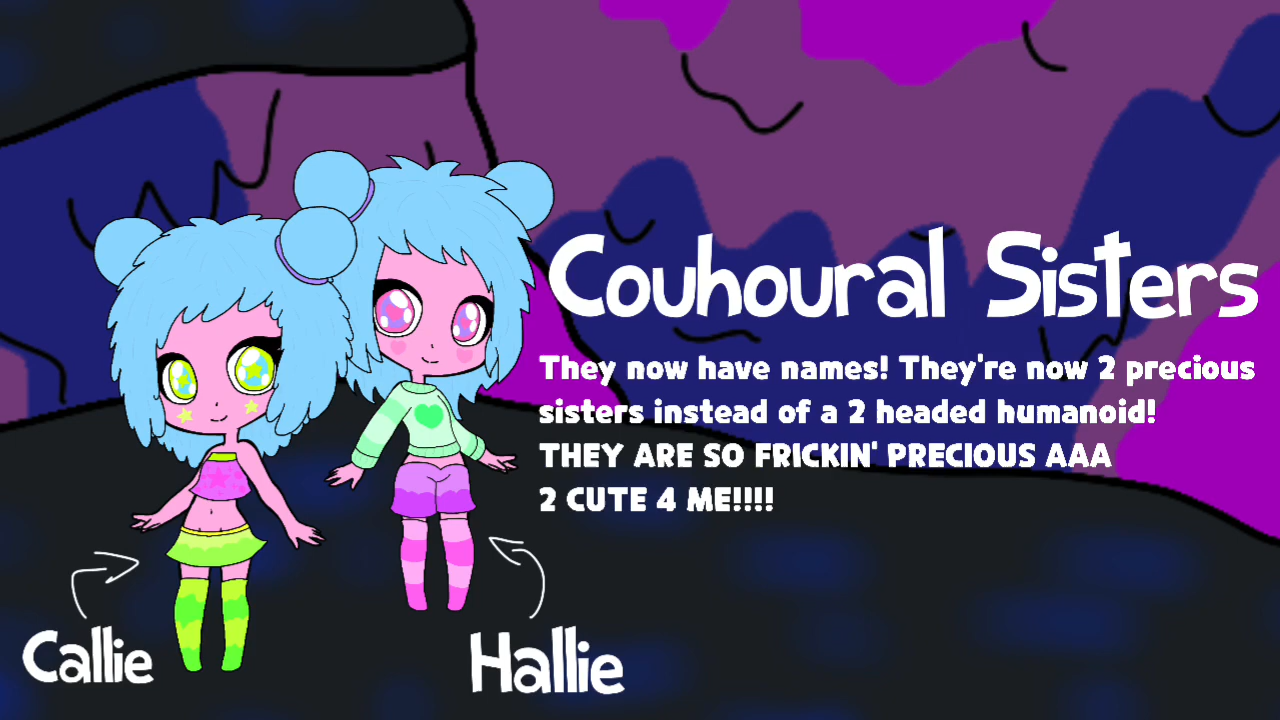 Couhoural Sisters
They now have names! They're now 2 precious
sisters instead of a 2 headed humanoid!
THEY ARE SO FRICKIN' PRECIOUS AAA
2 CUTE 4 ME!!!!
Callie
Hallie